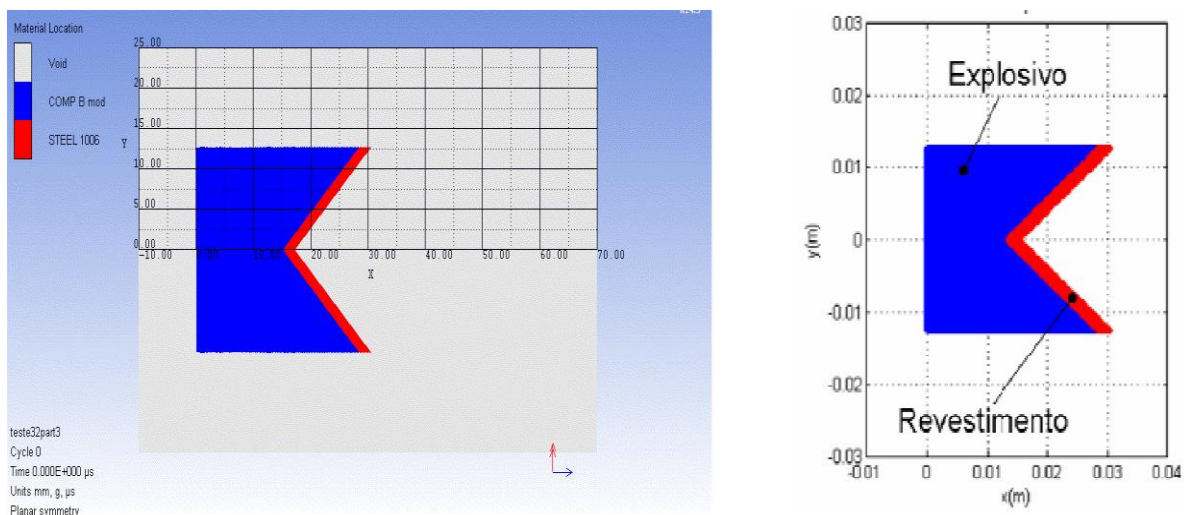 Material Location
Void
COMP B mod
STEEL 1006
25.00
20.00
15.00
Y
10.00
5.00
0.00
-10.00 0.00 10.00 20.00 30.00 40.00 50.00 60.00 70.00
X
teste32part3
Cycle 0
Time 0.000E+000 µs
Units mm, g, µs
Planar symmetry
0.03
Explosivo
0.02
0.01
y'(m)
0
-0.01
-0.02
Revestimento
-0.03
-0.01 0 0.01 0.02 0.03 0.04
x(m)